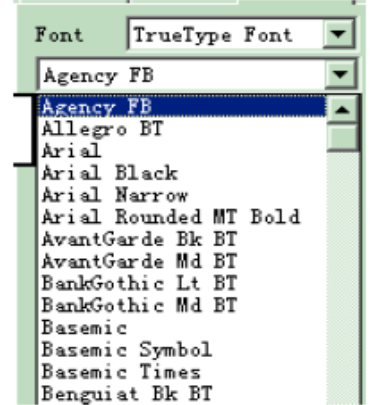 Font TrueType Font
Agency FB
Agency FB
Allegro BT
Arial
Arial Black
Arial Narrow
Arial Rounded MT Bold
AvantGarde Bk BT
AvantGarde Md BT
BankGothic Lt BT
BankGothic Md BT
Basemic
Basemic Symbol
Basemic Times
Benguiat Bk BT